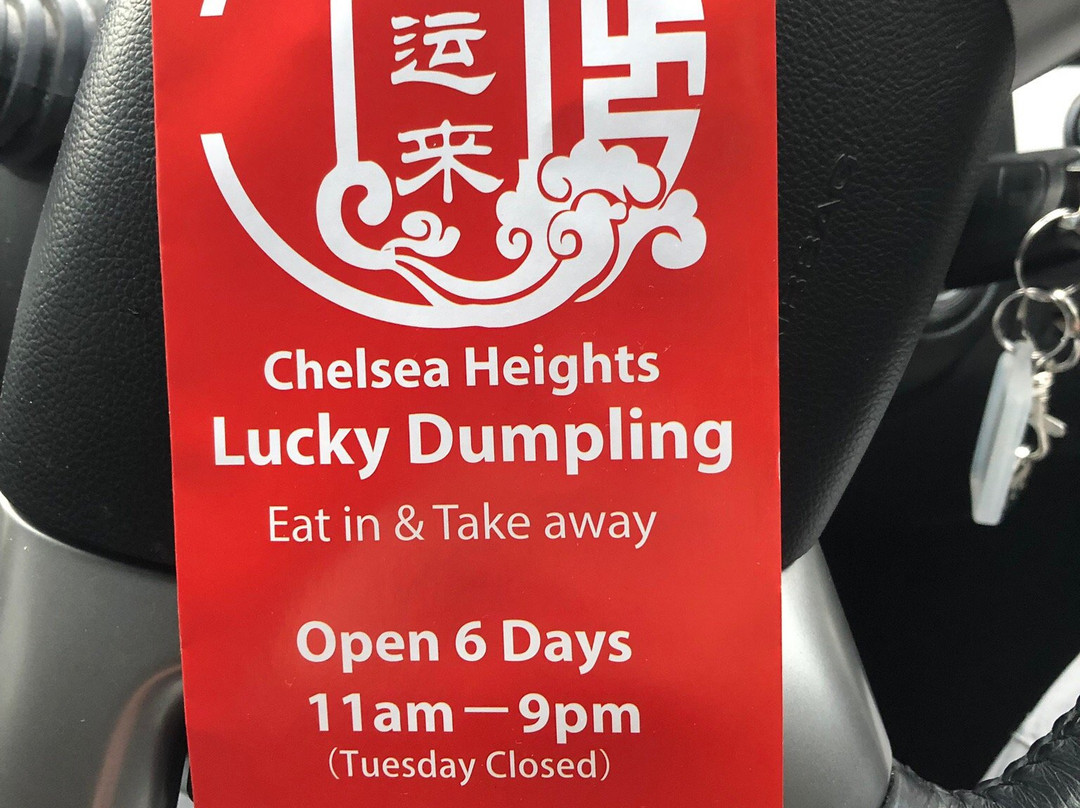 运
来
Chelsea Heights
Lucky Dumpling
Eat in & Take away
Open 6 Days
11am—9pm
(Tuesday Closed)